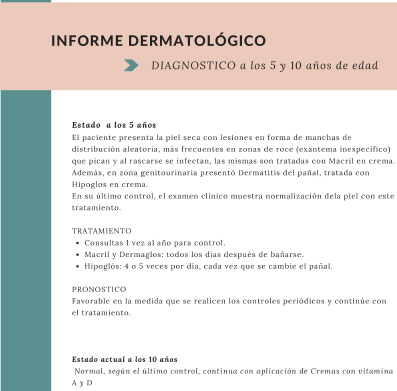 INFORME DERMATOLÓGICO
DIAGNOSTICO a los 5 y 10 años de edad
Estado a los 5 años
El paciente presenta la piel seca con lesiones en forma de manchas de
distribución aleatoria, más frecuentes en zonas de roce (exantema inespecífico)
que pican y al rascarse se infectan, las mismas son tratadas con Macril en crema.
Además, en zona genitourinaria presentó Dermatitis del pañal, tratada con
Hipoglos en crema.
En su último control, el examen clínico muestra normalización dela piel con este
tratamiento.
TRATAMIENTO
• Consultas 1 vez al año para control.
• Macril y Dermaglos: todos los días después de bañarse.
• Hipoglós: 4 o 5 veces por día, cada vez que se cambie el pañal.
PRONOSTICO
Favorable en la medida que se realicen los controles periódicos y continúe con
el tratamiento.
Estado actual a los 10 años
Normal, según el último control, continua con aplicación de Cremas con vitamina
A y D